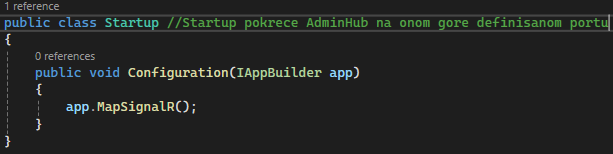 1 reference
public class Startup //Startup pokrece AdminHub na onom gore definisanom portu
{
0 references
public void Configuration(IAppBuilder app)
{
app.MapSignalR();
}
}